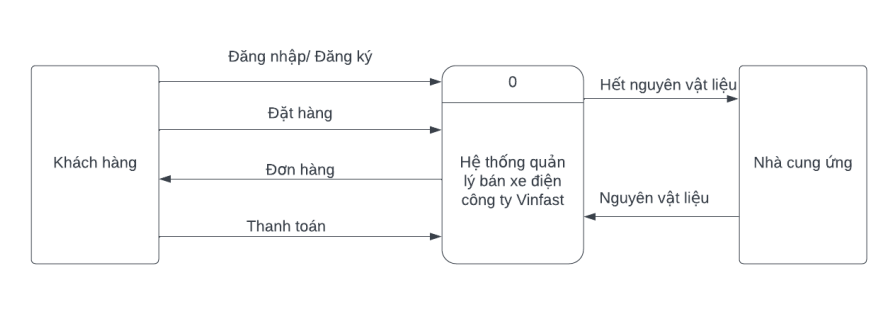 Đăng nhập/ Đăng ký
0
Hết nguyên vật liệu
Đặt hàng
Khách hàng
Đơn hàng
Hệ thống quản
lý bán xe điện
công ty Vinfast
Nhà cung ứng
Nguyên vật liệu
Thanh toán